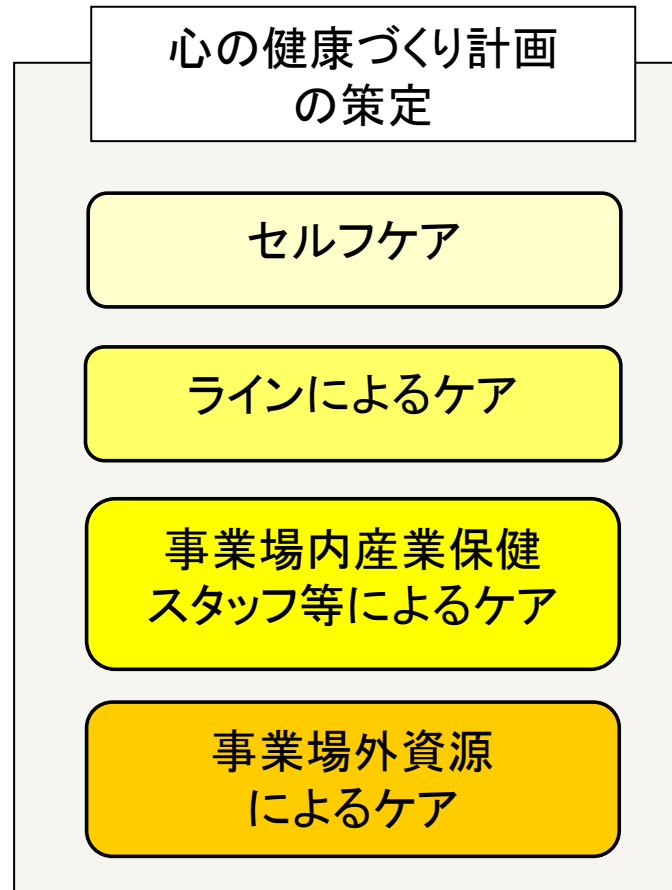 心の健康づくり計画
の策定
セルフケア
ラインによるケア
事業場内産業保健
スタッフ等によるケア
事業場外資源
によるケア